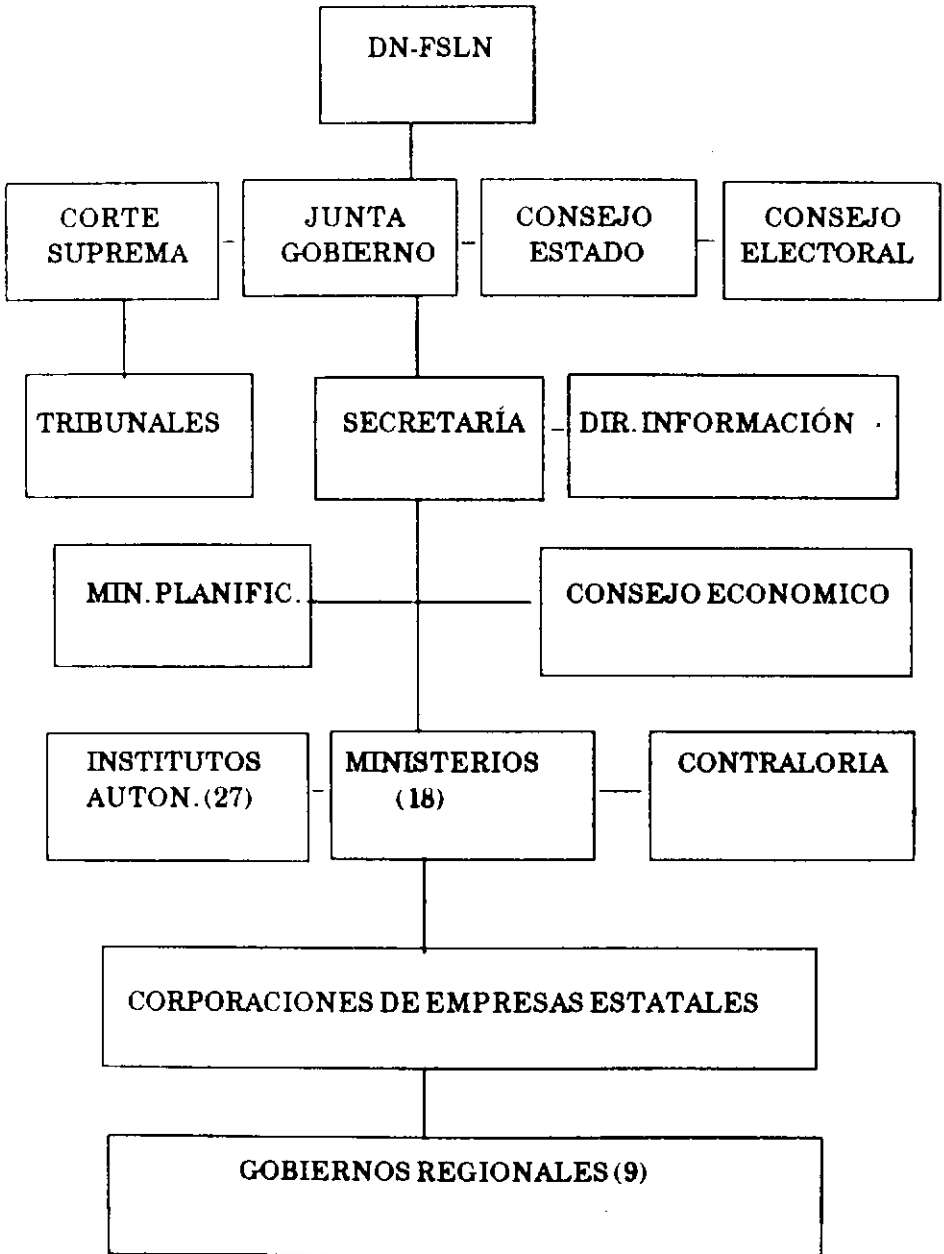 DN-FSLN
CORTE
SUPREMA
JUNTA
GOBIERNO
CONSEJO
ESTADO
CONSEJO
ELECTORAL
TRIBUNALES
SECRETARÍA
DIR. INFORMACIÓN
MIN. PLANIFIC.
CONSEJO ECONOMICO
INSTITUTOS
AUTON. (27)
MINISTERIOS
(18)
CONTRALORIA
CORPORACIONES DE EMPRESAS ESTATALES
GOBIERNOS REGIONALES (9)